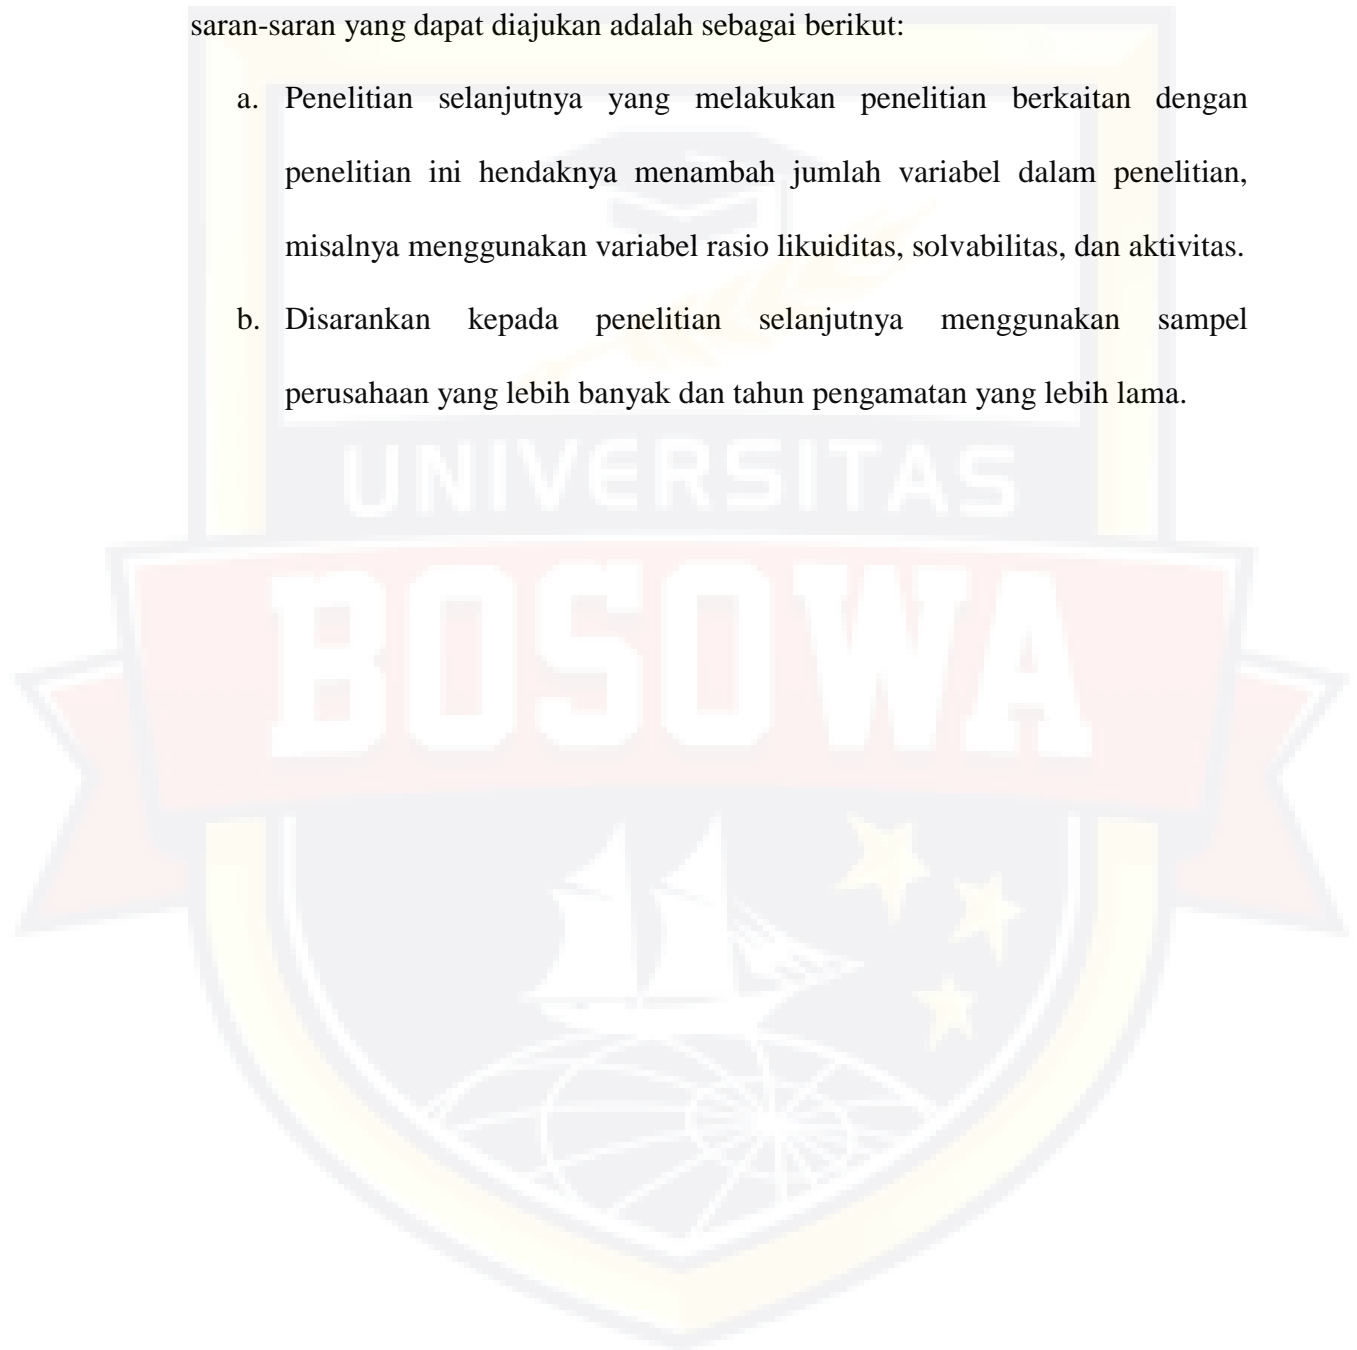 saran-saran yang dapat diajukan adalah sebagai berikut:
a. Penelitian selanjutnya yang melakukan penelitian berkaitan dengan
penelitian ini hendaknya menambah jumlah variabel dalam penelitian,
misalnya menggunakan variabel rasio likuiditas, solvabilitas, dan aktivitas.
b. Disarankan kepada penelitian selanjutnya menggunakan sampel
perusahaan yang lebih banyak dan tahun pengamatan yang lebih lama.
UNIVERSITAS
BOSOWA